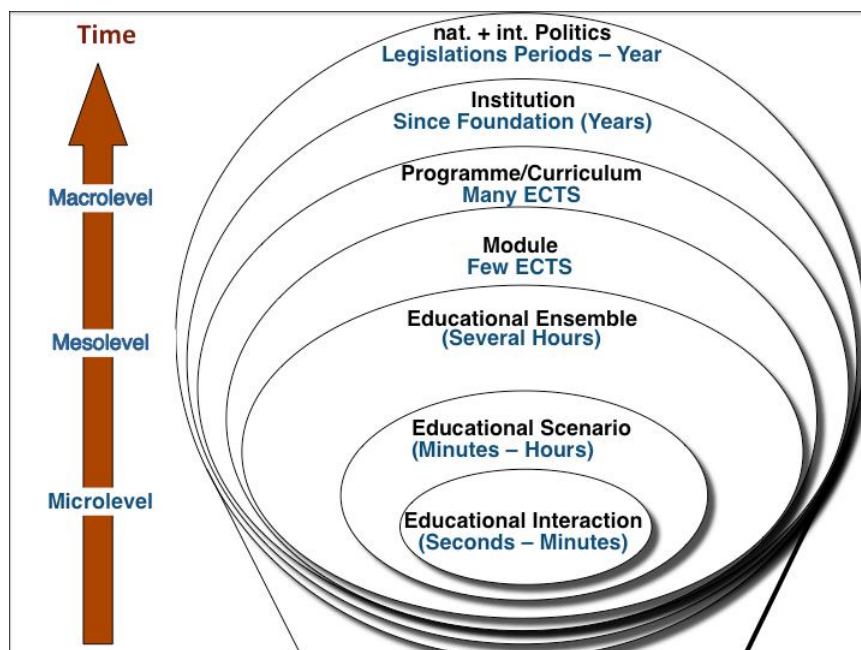 Time
Macrolevel
Mesolevel
Microlevel
nat. + int. Politics
Legislations Periods – Year
Institution
Since Foundation (Years)
Programme/Curriculum
Many ECTS
Module
Few ECTS
Educational Ensemble
(Several Hours)
Educational Scenario
(Minutes – Hours)
Educational Interaction
(Seconds – Minutes)